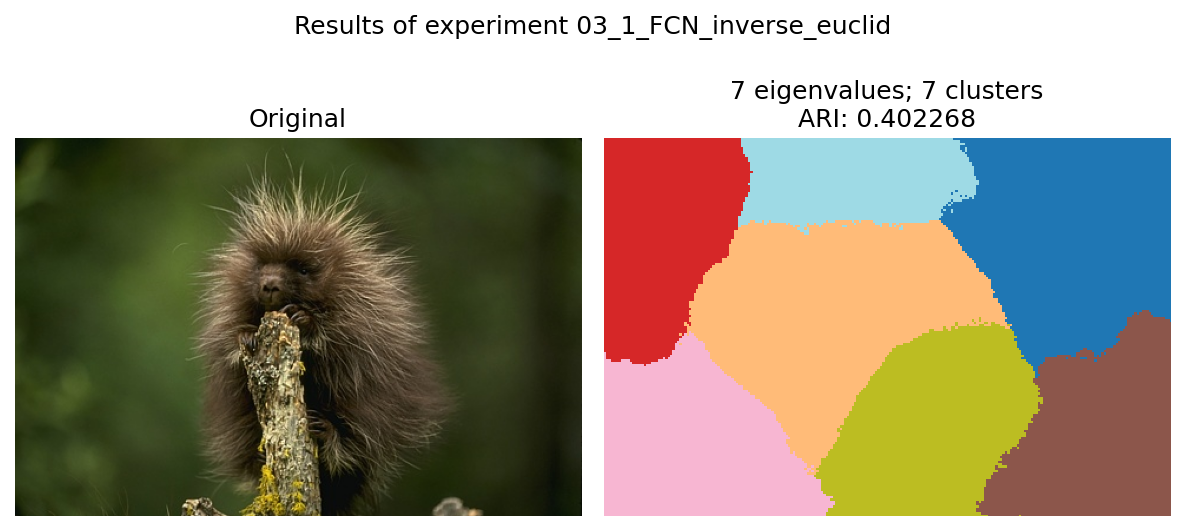 Results of experiment 03_1_FCN_inverse_euclid
Original
7 eigenvalues; 7 clusters
ARI: 0.402268